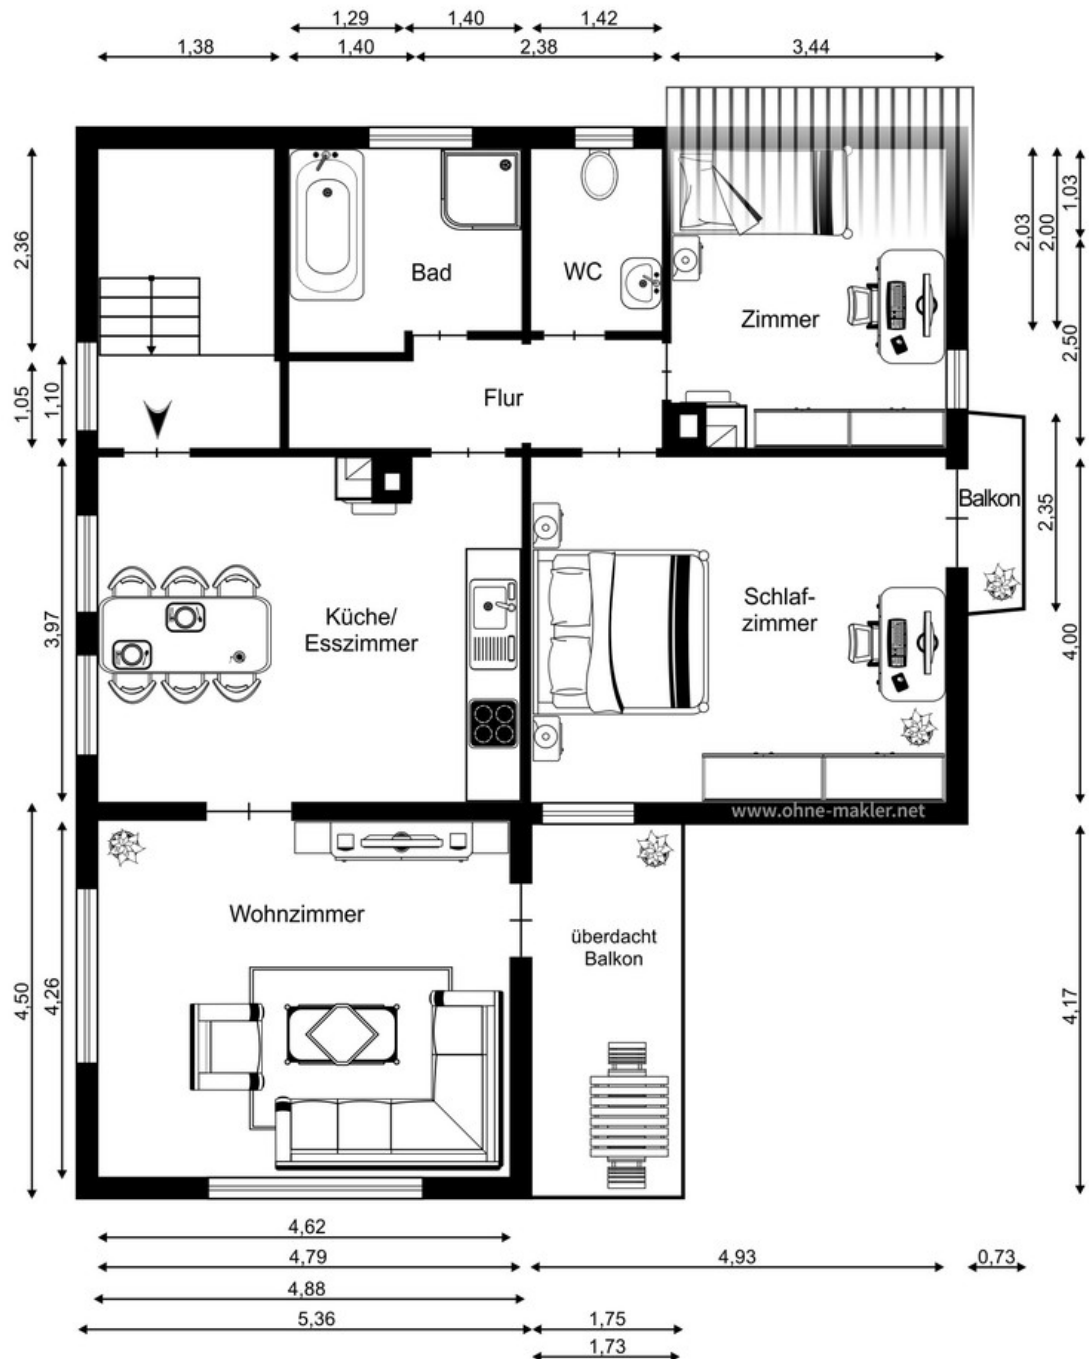 1,29
1,40
1,42
1,38
1,40
2,38
3,44
2,36
1,05
1,10
3,97
4,50
4,26
Bad
WC
Zimmer
Flur
Küche/
Esszimmer
Schlaf-
zimmer
Balkon
www.ohne-makler.net
Wohnzimmer
überdacht
Balkon
2,03
2,00
1,03
2,50
2,35
4,00
4,17
4,62
4,79
4,93
0,73
4,88
5,36
1,75
1,73